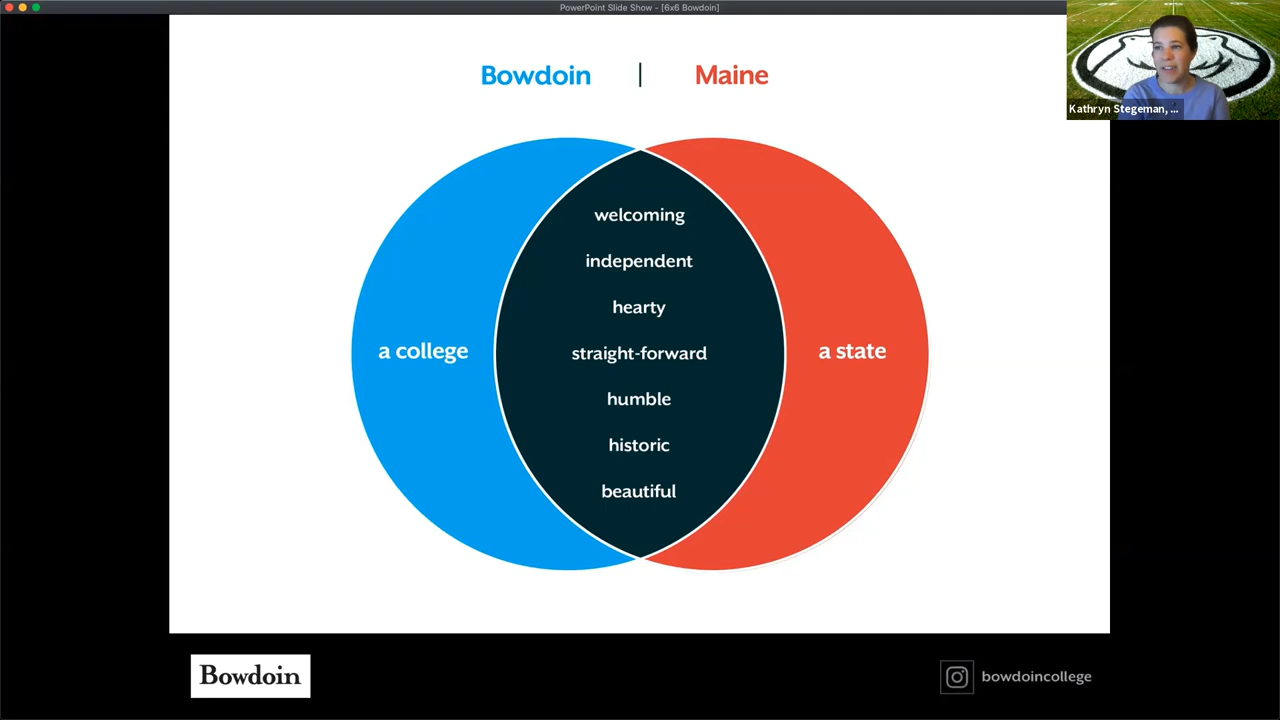 PowerPoint Slide Show - [6x6 Bowdoin]
Bowdoin | Maine
Kathryn Stegeman, ...
welcoming
independent
hearty
a college
straight-forward
a state
humble
historic
beautiful
Bowdoin
bowdoincollege